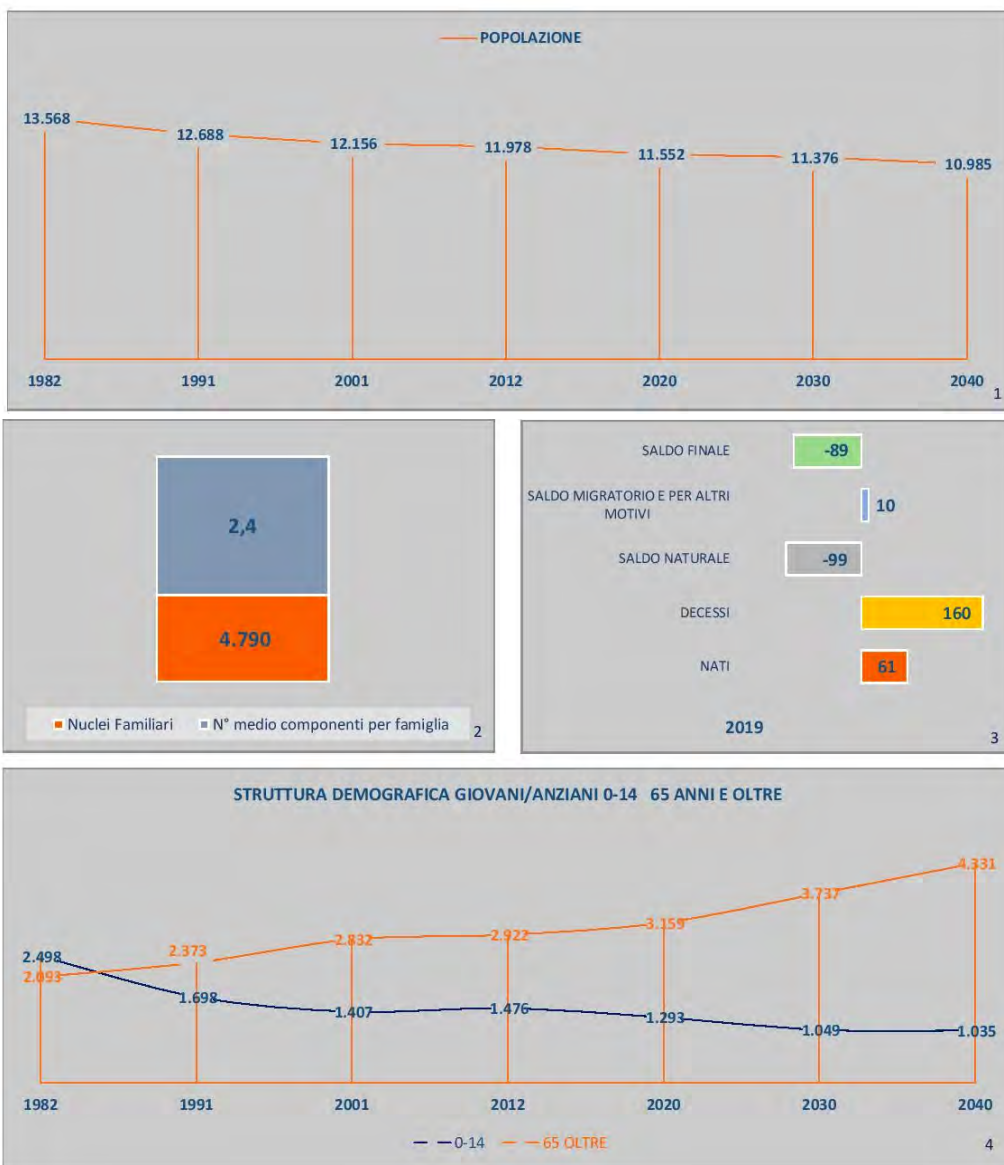 POPOLAZIONE
13.568
12.688
12.156
11.978
11.552
11.376
10.985
1982 1991 2001 2012 2020 2030 2040
1
2,4
4.790
Nuclei Familiari N° medio componenti per famiglia
2
SALDO FINALE -89
SALDO MIGRATORIO E PER ALTRI
MOTIVI 10
SALDO NATURALE -99
DECESSI 160
NATI 61
2019
3
STRUTTURA DEMOGRAFICA GIOVANI/ANZIANI 0-14 65 ANNI E OLTRE
4.331
3.737
3.159
2.922
2.832
2.373
2.093
2.498
1.698
1.407
1.476
1.293
1.049
1.035
1982 1991 2001 2012 2020 2030 2040
0-14 65 OLTRE
4